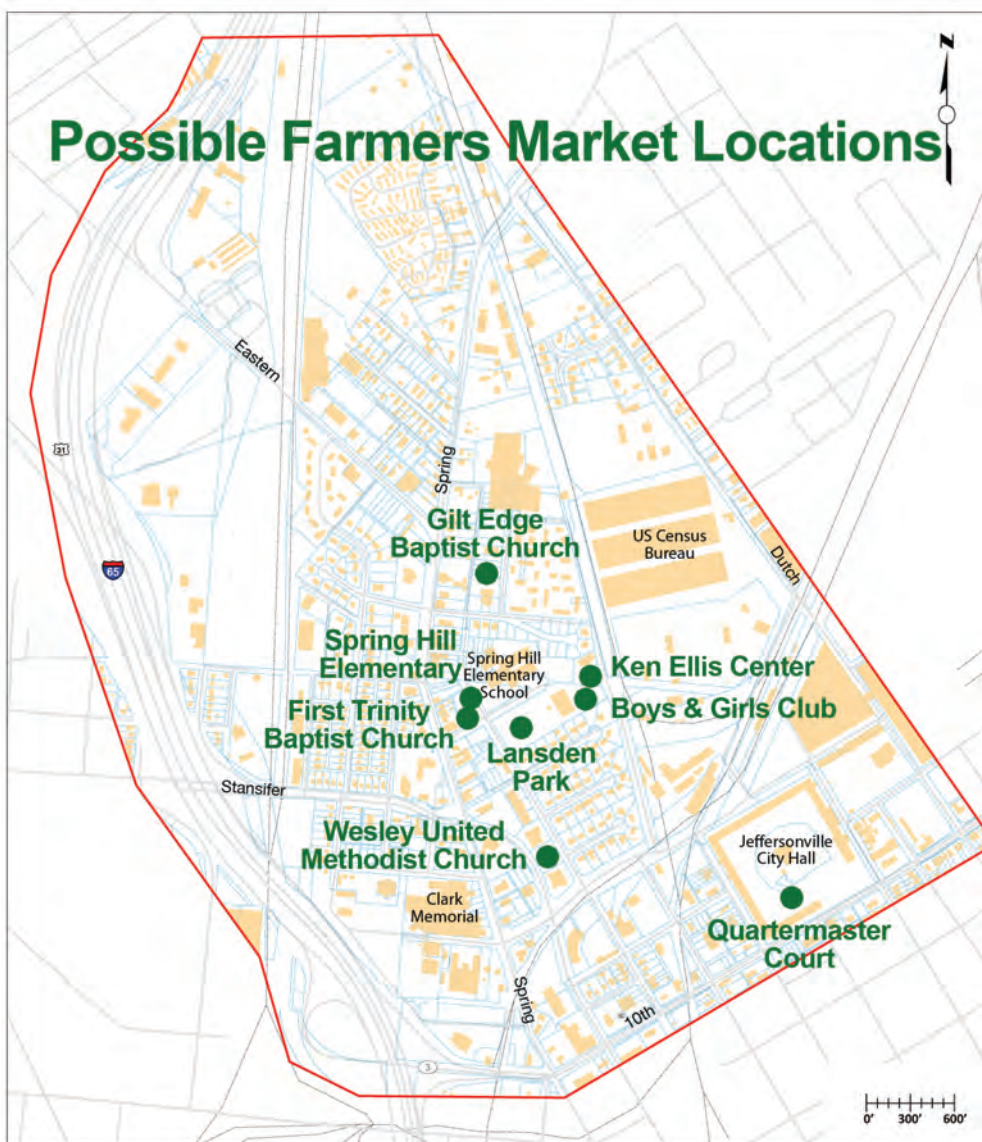 Possible Farmers Market Locations
N
Eastern
31
Spring
Gilt Edge
Baptist Church
US Census
Bureau
Dutch
65
Spring Hill
Elementary
Spring Hill
Elementary
School
Ken Ellis Center
First Trinity
Baptist Church
Boys & Girls Club
Lansden
Park
Stansifer
Wesley United
Methodist Church
Jeffersonville
City Hall
Clark
Memorial
Quartermaster
Court
Spring
10th
3
0' 300' 600'